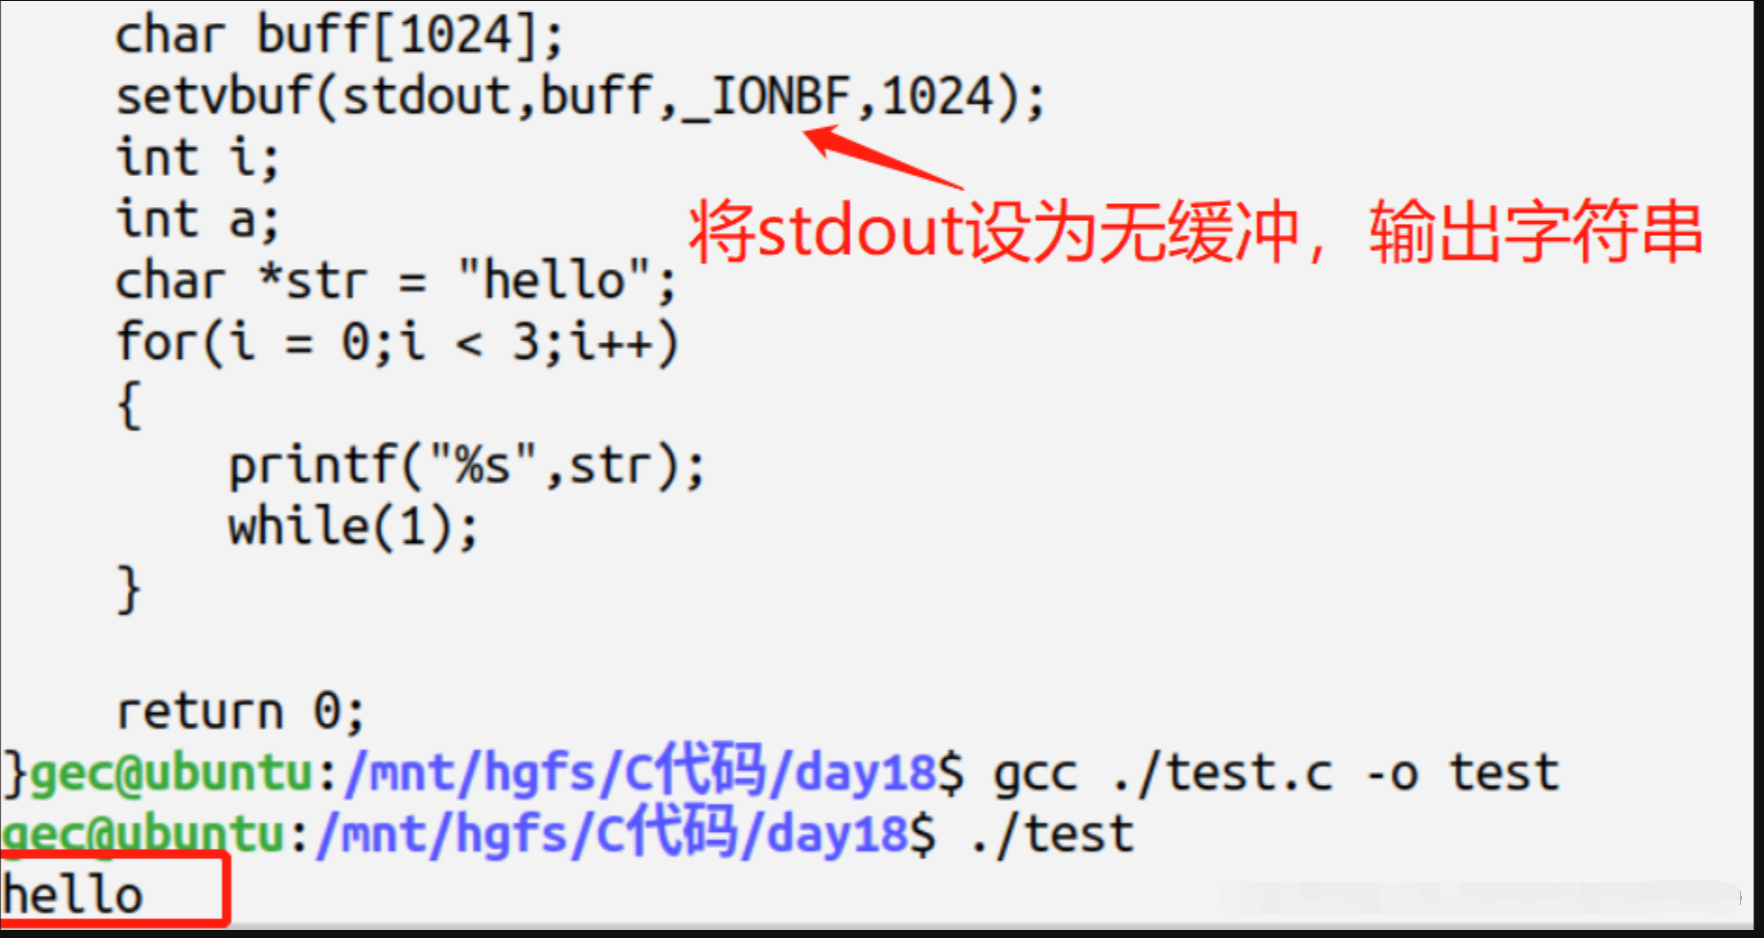 char buff[1024];
setvbuf(stdout,buff,_IONBF,1024);
int i;
int a;
将stdout设为无缓冲，输出字符串
char *str = "hello";
for(i = 0;i < 3;i++)
{
printf("%s",str);
while(1);
}
return 0;
}gec@ubuntu:/mnt/hgfs/C代码/day18$ gcc ./test.c -o test
gec@ubuntu:/mnt/hgfs/C代码/day18$ ./test
hello